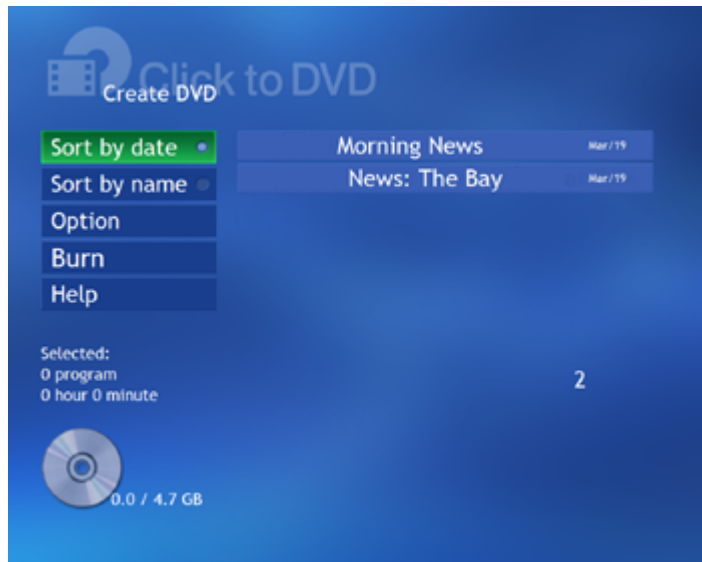 Click to DVD
Create DVD
Sort by date
Sort by name
Option
Burn
Help
Morning News Mar/19
News: The Bay Mar/19
Selected:
0 program
0 hour 0 minute
2
0.0 / 4.7 GB